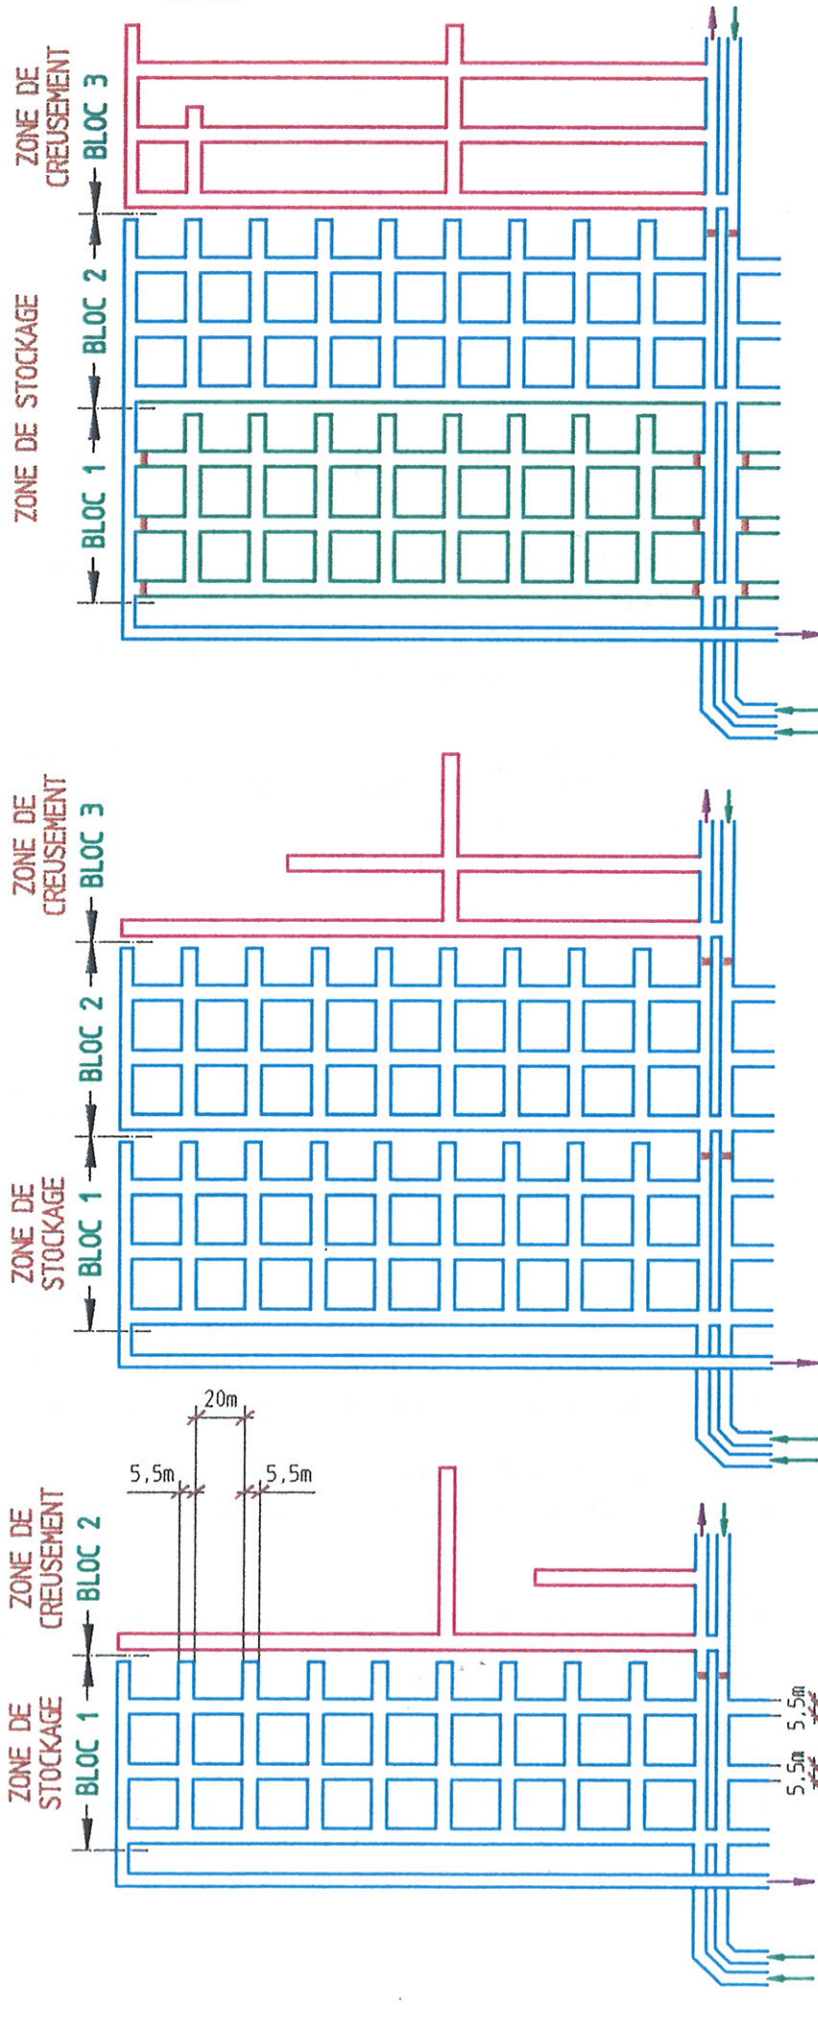 ZONE DE
CREUSEMENT
BLOC 3
ZONE DE STOCKAGE
BLOC 2
BLOC 1
ZONE DE
CREUSEMENT
BLOC 3
BLOC 2
ZONE DE
STOCKAGE
BLOC 1
20m
5,5m
5,5m
ZONE DE
CREUSEMENT
BLOC 2
ZONE DE
STOCKAGE
BLOC 1
5,5m
5,5m